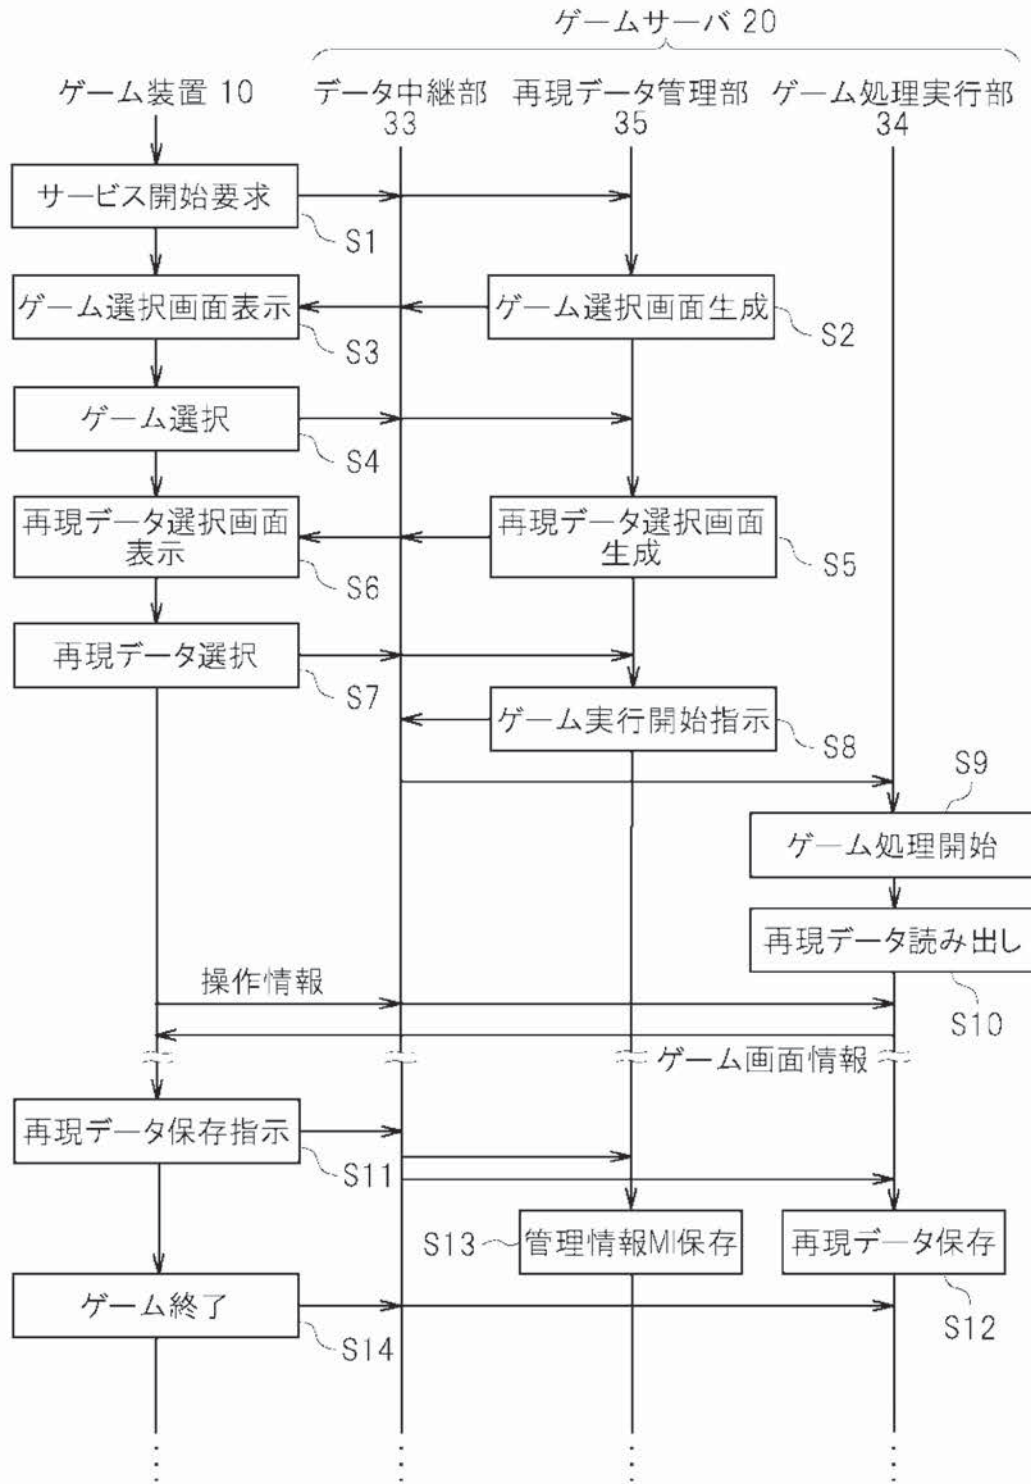 ゲームサーバ 20
ゲーム装置 10
データ中継部
33
再現データ管理部
35
ゲーム処理実行部
34
サービス開始要求
S1
ゲーム選択画面表示
S3
ゲーム選択画面生成
S2
ゲーム選択
S4
再現データ選択画面
表示
S6
再現データ選択画面
生成
S5
再現データ選択
S7
ゲーム実行開始指示
S8
S9
ゲーム処理開始
再現データ読み出し
S10
操作情報
ゲーム画面情報
再現データ保存指示
S11
S13
管理情報MI保存
再現データ保存
S12
ゲーム終了
S14